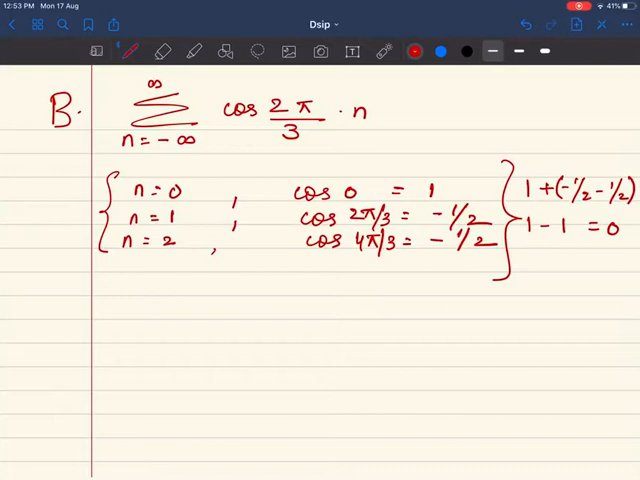 12:53 PM Mon 17 Aug 41%
Dsip
B. ∞ Σ n = - ∞ cos 2π/3 · n
n = 0 , cos 0 = 1
n = 1 , cos 2π/3 = - 1/2
n = 2 , cos 4π/3 = - 1/2
1 + (- 1/2 - 1/2)
1 - 1 = 0